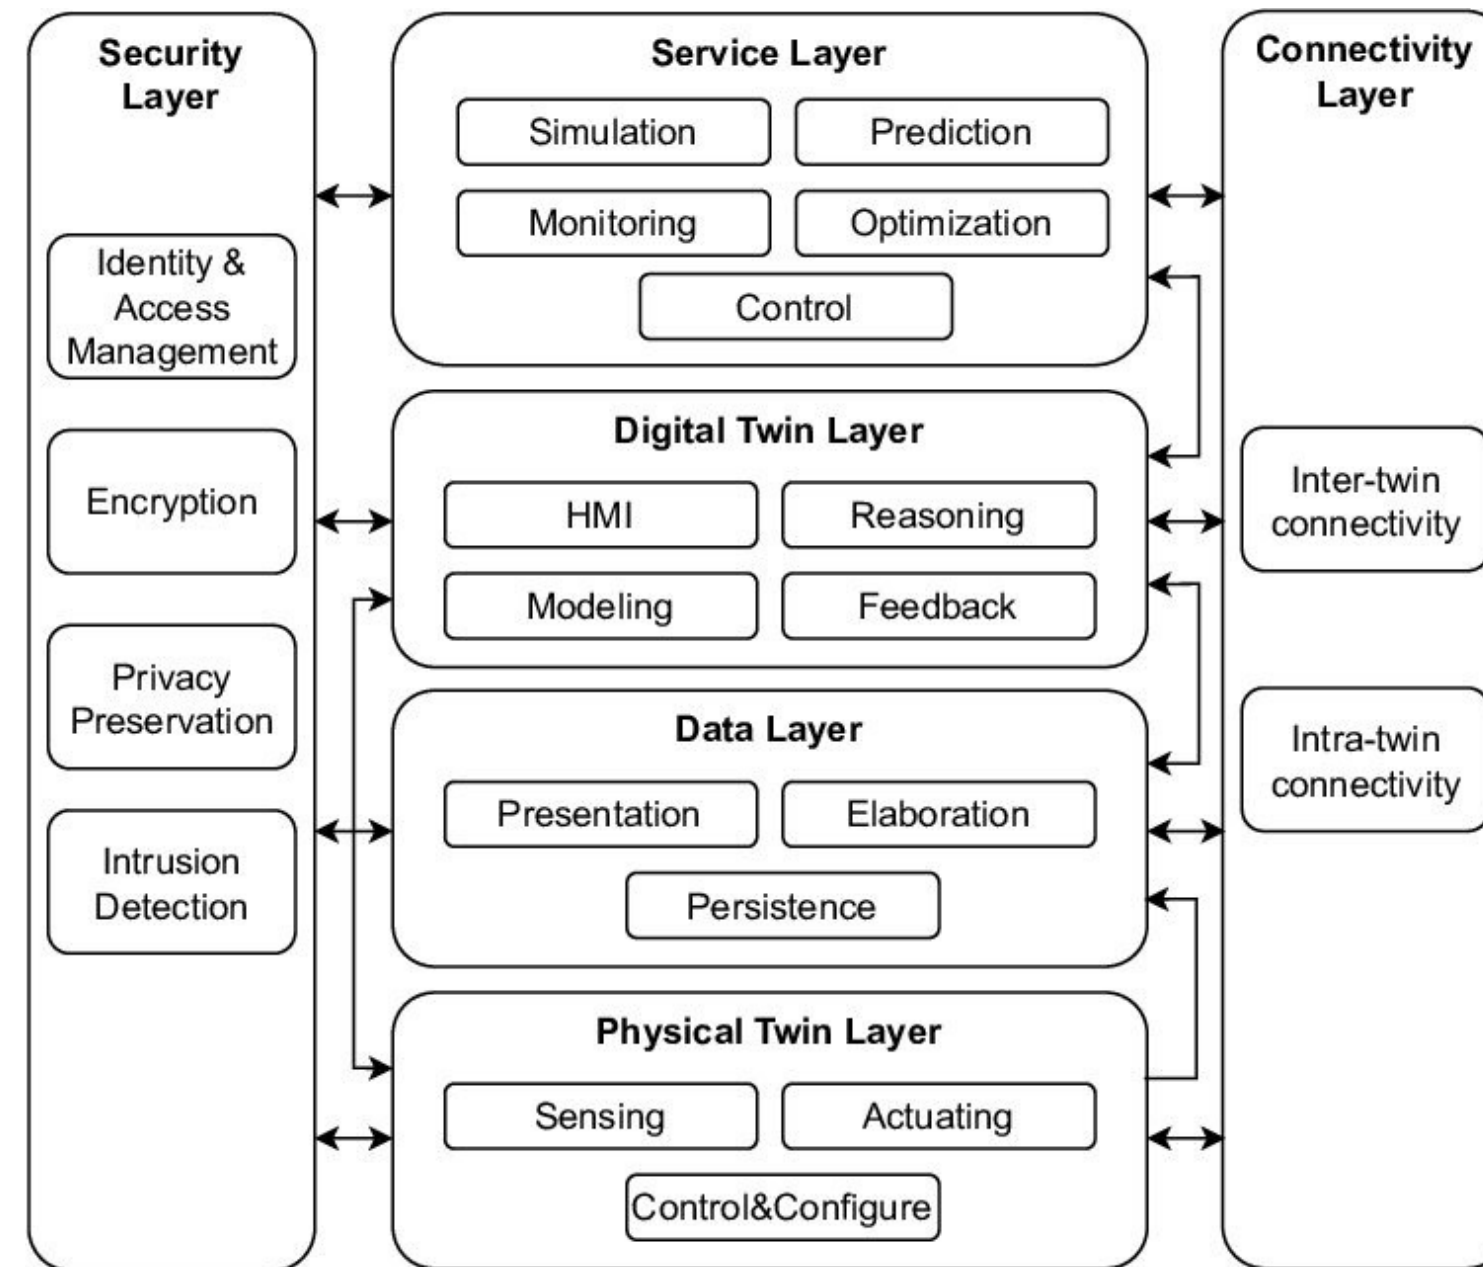 Security
Layer
Identity &
Access
Management
Encryption
Privacy
Preservation
Intrusion
Detection
Service Layer
Simulation
Prediction
Monitoring
Optimization
Control
Digital Twin Layer
HMI
Reasoning
Modeling
Feedback
Data Layer
Presentation
Elaboration
Persistence
Physical Twin Layer
Sensing
Actuating
Control&Configure
Connectivity
Layer
Inter-twin
connectivity
Intra-twin
connectivity